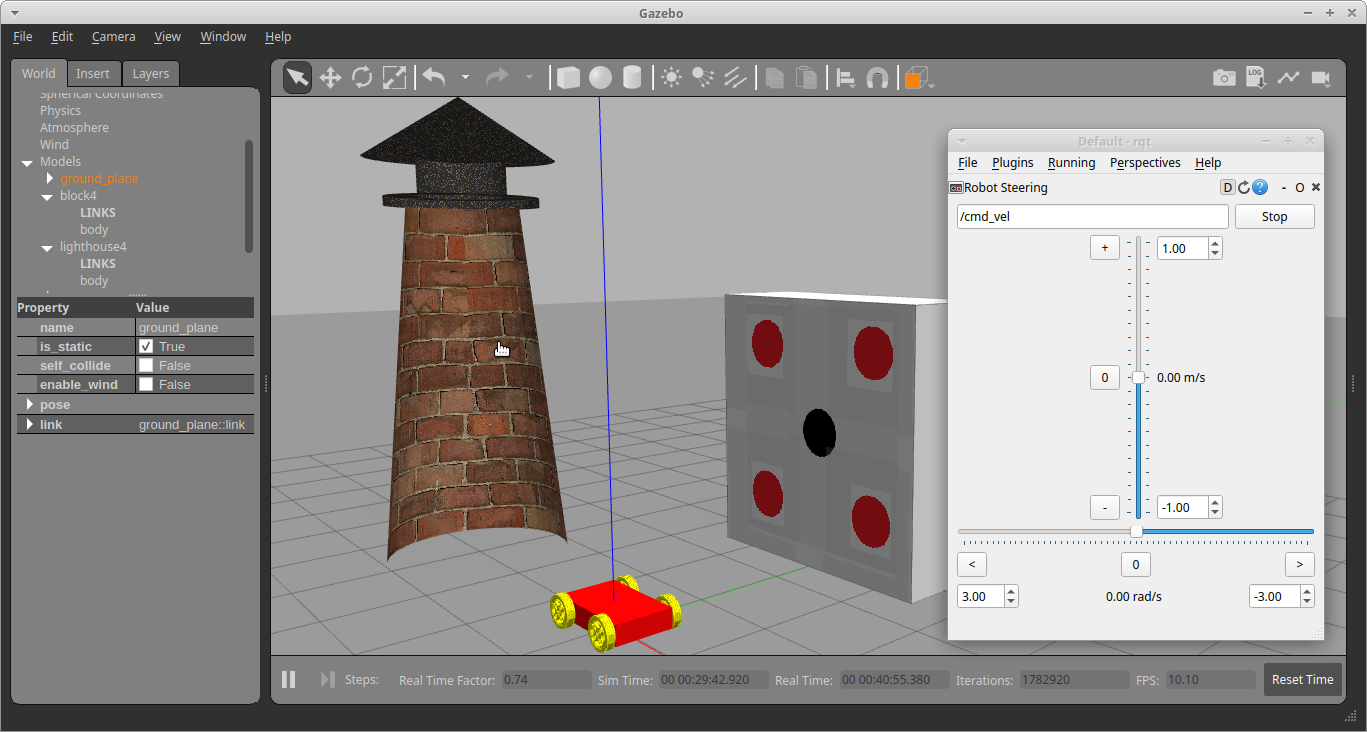 Gazebo
File Edit Camera View Window Help
World Insert Layers
Spherical Coordinates
Physics
Atmosphere
Wind
Models
ground_plane
block4
LINKS
body
lighthouse4
LINKS
body
Property Value
name ground_plane
is_static True
self_collide False
enable_wind False
pose
link ground_plane::link
LOG
Default - rqt
File Plugins Running Perspectives Help
Robot Steering D ? - O
/cmd_vel Stop
+ 1.00
0 0.00 m/s
- -1.00
< 0 >
3.00 0.00 rad/s -3.00
Steps: Real Time Factor: 0.74 Sim Time: 00 00:29:42.920 Real Time: 00 00:40:55.380 Iterations: 1782920 FPS: 10.10 Reset Time